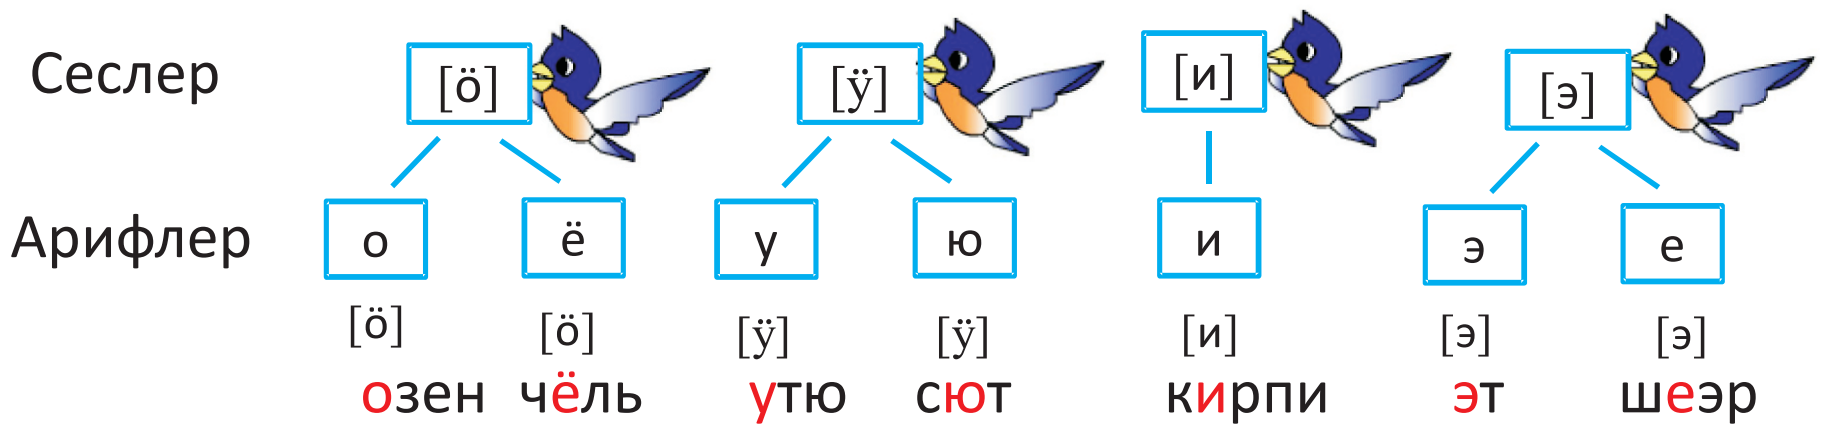 Сеслер [ӧ] [ӱ] [и] [э]
Арифлер о ё у ю и э е
[ӧ] [ӧ] [ӱ] [ӱ] [и] [э] [э]
озен чёль утю сют кирпи эт шеэр